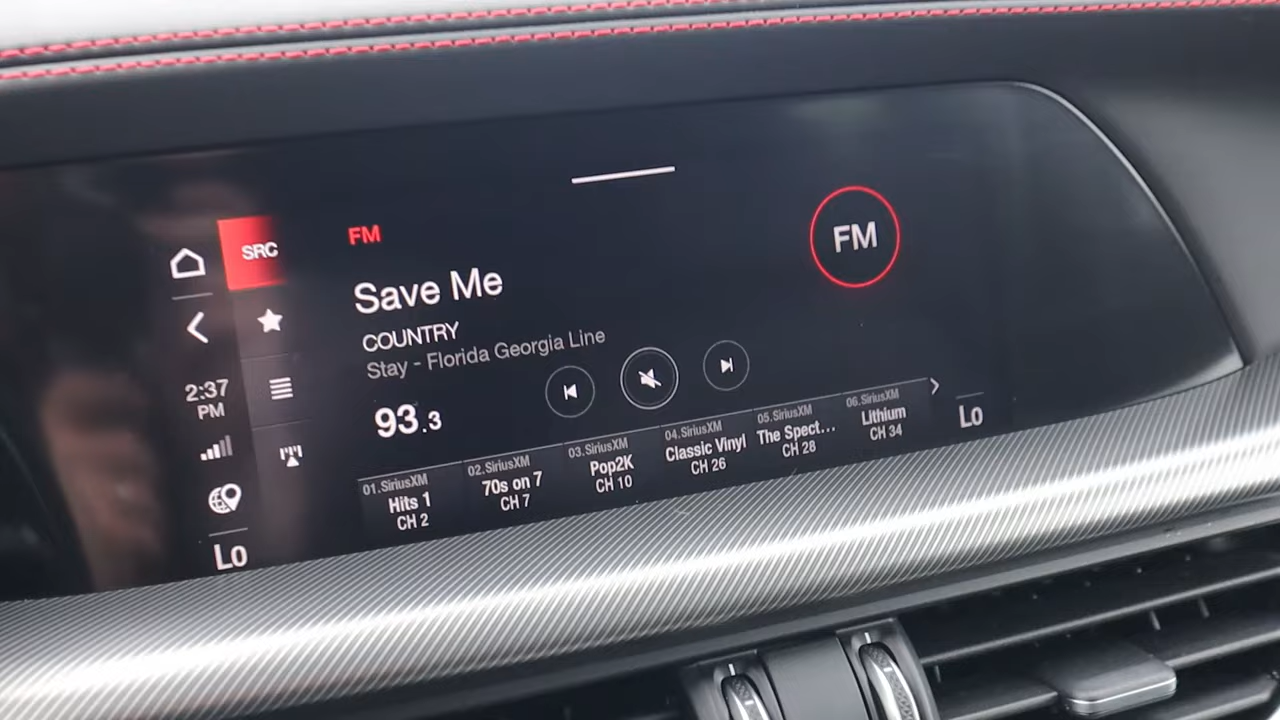 SRC
FM
FM
Save Me
COUNTRY
Stay - Florida Georgia Line
2:37
PM
93.3
01.SiriusXM
Hits 1
CH 2
02.SiriusXM
70s on 7
CH 7
03.SiriusXM
Pop2K
CH 10
04.SiriusXM
Classic Vinyl
CH 26
05.SiriusXM
The Spect...
CH 28
06.SiriusXM
Lithium
CH 34
Lo
Lo